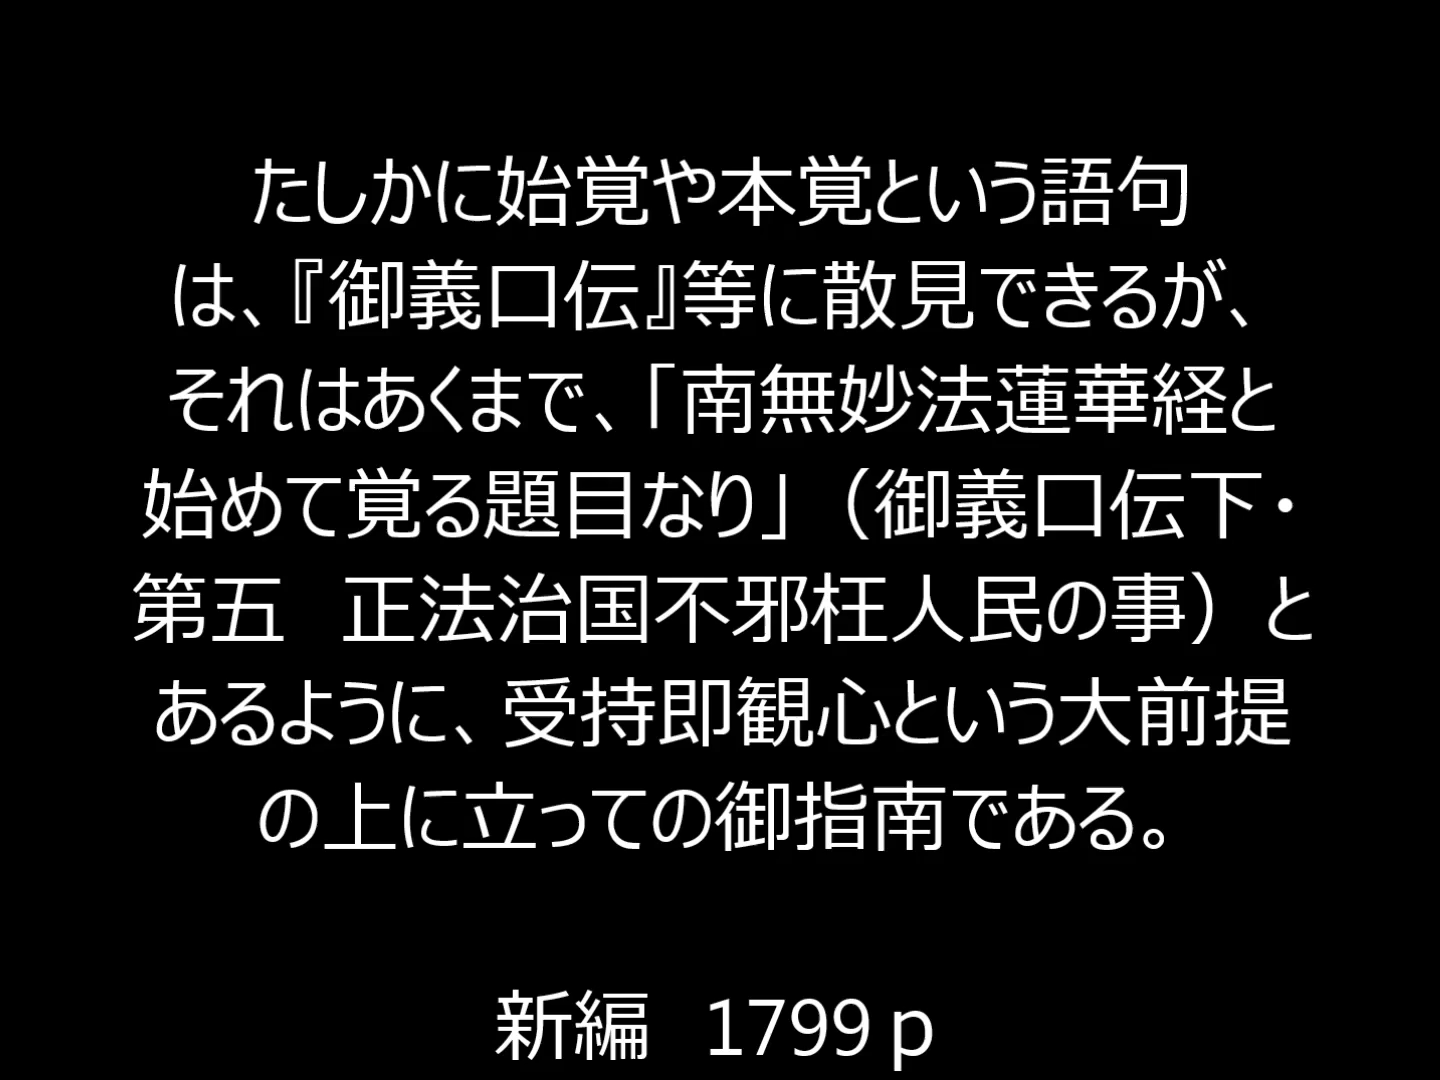 たしかに始覚や本覚という語句
は、『御義口伝』等に散見できるが、
それはあくまで、「南無妙法蓮華経と
始めて覚る題目なり」（御義口伝下・
第五　正法治国不邪枉人民の事）と
あるように、受持即観心という大前提
の上に立っての御指南である。
新編　1799ｐ